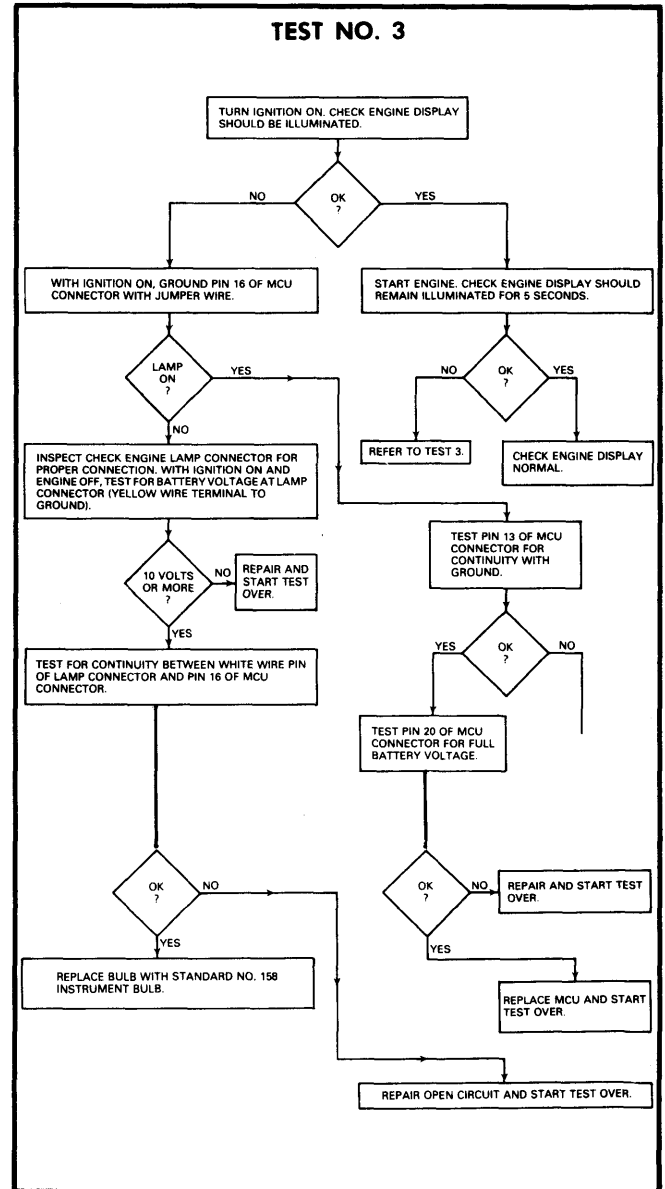 TEST NO. 3
TURN IGNITION ON. CHECK ENGINE DISPLAY
SHOULD BE ILLUMINATED.
OK
?
NO
YES
WITH IGNITION ON, GROUND PIN 16 OF MCU
CONNECTOR WITH JUMPER WIRE.
START ENGINE. CHECK ENGINE DISPLAY SHOULD
REMAIN ILLUMINATED FOR 5 SECONDS.
LAMP
ON
?
YES
NO
OK
?
NO
YES
REFER TO TEST 3.
CHECK ENGINE DISPLAY
NORMAL.
INSPECT CHECK ENGINE LAMP CONNECTOR FOR
PROPER CONNECTION. WITH IGNITION ON AND
ENGINE OFF, TEST FOR BATTERY VOLTAGE AT LAMP
CONNECTOR (YELLOW WIRE TERMINAL TO
GROUND).
TEST PIN 13 OF MCU
CONNECTOR FOR
CONTINUITY WITH
GROUND.
10 VOLTS
OR MORE
?
NO
REPAIR AND
START TEST
OVER.
YES
YES
OK
?
NO
TEST FOR CONTINUITY BETWEEN WHITE WIRE PIN
OF LAMP CONNECTOR AND PIN 16 OF MCU
CONNECTOR.
TEST PIN 20 OF MCU
CONNECTOR FOR FULL
BATTERY VOLTAGE.
OK
?
NO
YES
OK
?
NO
REPAIR AND START TEST
OVER.
YES
REPLACE BULB WITH STANDARD NO. 158
INSTRUMENT BULB.
REPLACE MCU AND START
TEST OVER.
REPAIR OPEN CIRCUIT AND START TEST OVER.